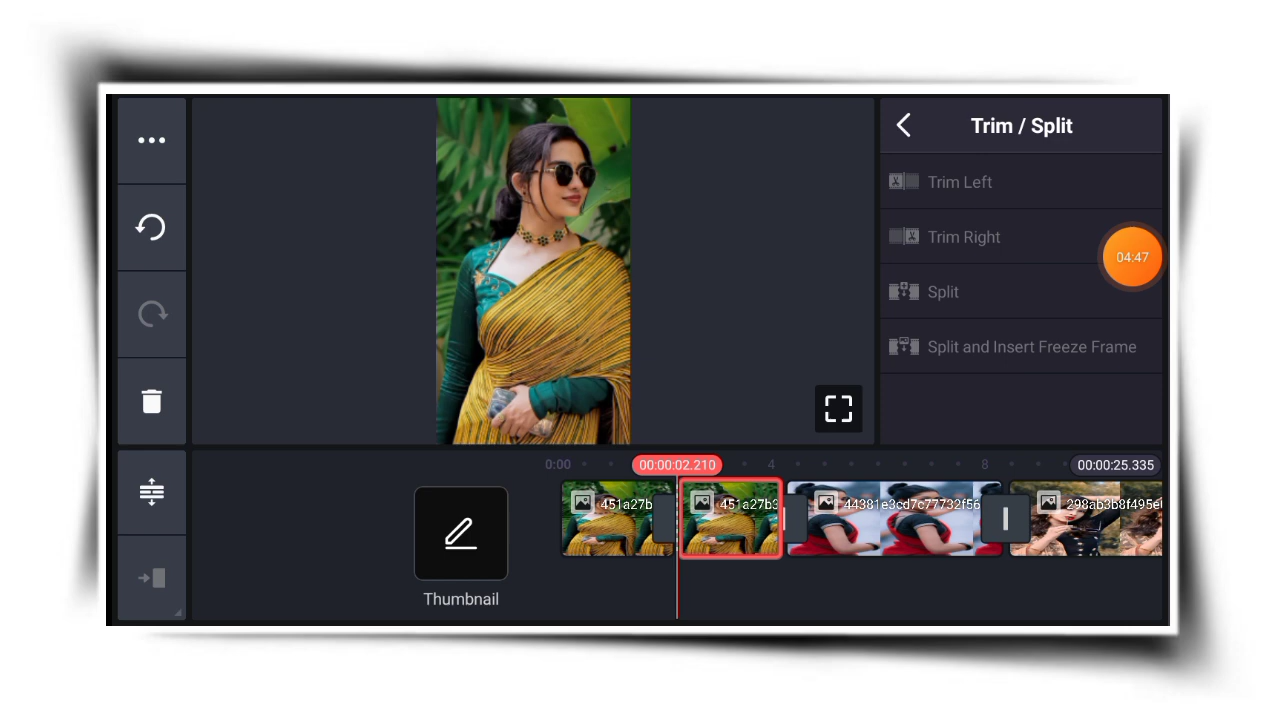 Trim / Split
Trim Left
Trim Right
04:47
Split
Split and Insert Freeze Frame
0:00
00:00:02.210
4
8
00:00:25.335
451a27b
451a27b3
44381e3cd7c77732f56
298ab3b8f495e
Thumbnail